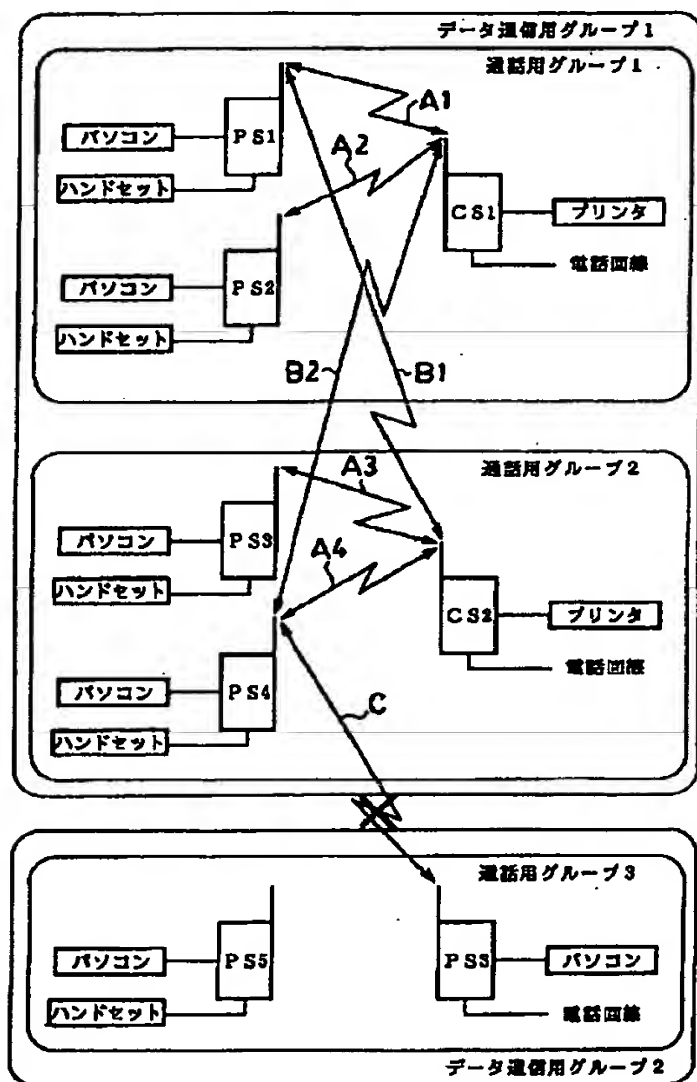 データ通信用グループ1
通話用グループ1
A1
パソコン
PS1
A2
ハンドセット
CS1
プリンタ
電話回線
パソコン
PS2
ハンドセット
B2
B1
通話用グループ2
A3
パソコン
PS3
ハンドセット
A4
CS2
プリンタ
電話回線
パソコン
PS4
ハンドセット
C
通話用グループ3
パソコン
PS5
PS3
パソコン
ハンドセット
電話回線
データ通信用グループ2